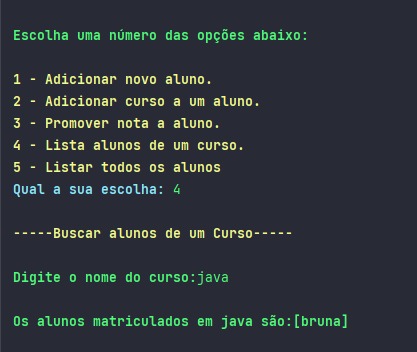 Escolha uma número das opções abaixo:
1 - Adicionar novo aluno.
2 - Adicionar curso a um aluno.
3 - Promover nota a aluno.
4 - Lista alunos de um curso.
5 - Listar todos os alunos
Qual a sua escolha: 4
-----Buscar alunos de um Curso-----
Digite o nome do curso:java
Os alunos matriculados em java são:[bruna]